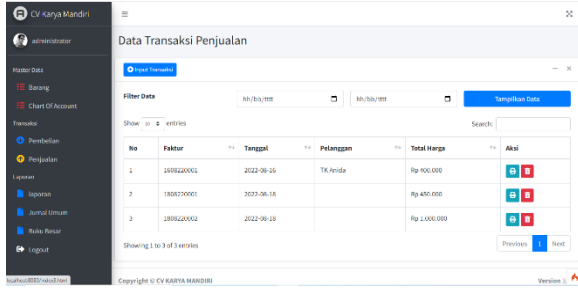 CV Karya Mandiri
administrator
Master Data
Barang
Chart Of Account
Transaksi
Pembelian
Penjualan
Laporan
laporan
Jurnal Umum
Buku Besar
Logout
localhost:8080/
Data Transaksi Penjualan
Input Transaksi
Filter Data
hh/bb/tttt
hh/bb/tttt
Tampilkan Data
Show 10 entries
Search:
No Faktur Tanggal Pelanggan Total Harga Aksi
1 1608220001 2022-08-16 TK Anida Rp 400.000
2 1808220001 2022-08-18 Rp 450.000
3 1808220002 2022-08-18 Rp 1.000.000
Showing 1 to 3 of 3 entries
Previous 1 Next
Copyright © CV KARYA MANDIRI
Version